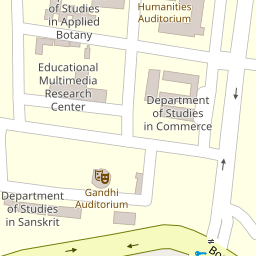 of Studies
in Applied
Botany
Humanities
Auditorium
Educational
Multimedia
Research
Center
Department
of Studies
in Commerce
Gandhi
Auditorium
Department
of Studies
in Sanskrit